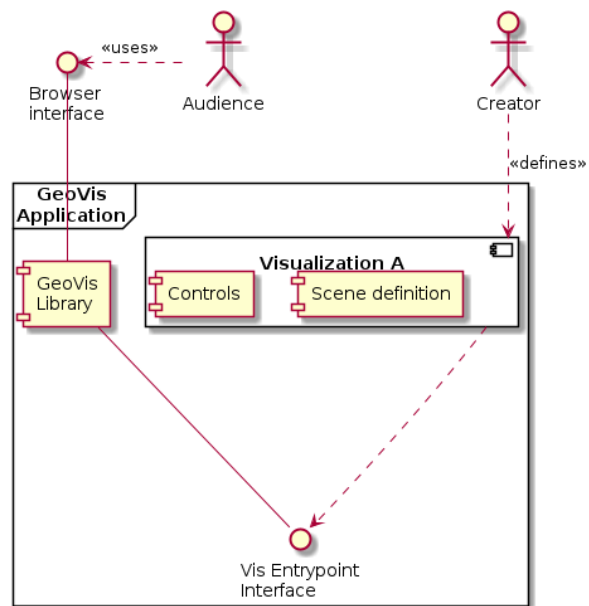 «uses»
Browser
interface
Audience
Creator
«defines»
GeoVis
Application
Visualization A
GeoVis
Library
Controls
Scene definition
Vis Entrypoint
Interface